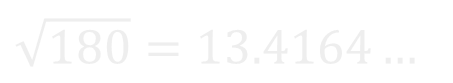 √180 = 13.4164 ...